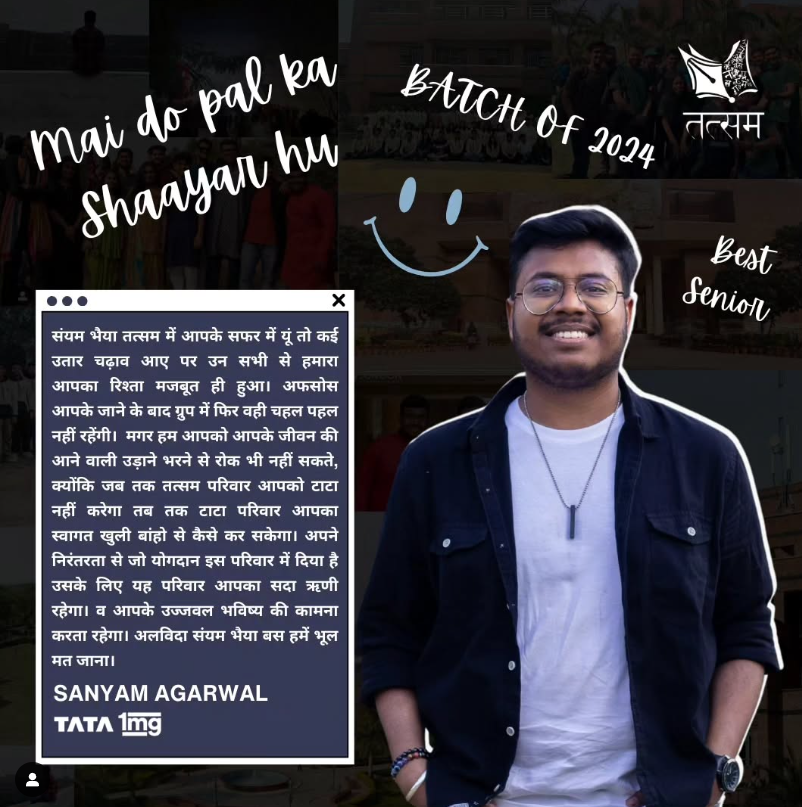 Mai do pal ka
Shaayar hu
BATCH OF 2024
तत्सम
Best
Senior
संयम भैया तत्सम में आपके सफर में यूं तो कई
उतार चढ़ाव आए पर उन सभी से हमारा
आपका रिश्ता मजबूत ही हुआ। अफसोस
आपके जाने के बाद ग्रुप में फिर वही चहल पहल
नहीं रहेंगी। मगर हम आपको आपके जीवन की
आने वाली उड़ाने भरने से रोक भी नहीं सकते,
क्योंकि जब तक तत्सम परिवार आपको टाटा
नहीं करेगा तब तक टाटा परिवार आपका
स्वागत खुली बांहो से कैसे कर सकेगा। अपने
निरंतरता से जो योगदान इस परिवार में दिया है
उसके लिए यह परिवार आपका सदा ऋणी
रहेगा। व आपके उज्जवल भविष्य की कामना
करता रहेगा। अलविदा संयम भैया बस हमें भूल
मत जाना।
SANYAM AGARWAL
TATA 1mg